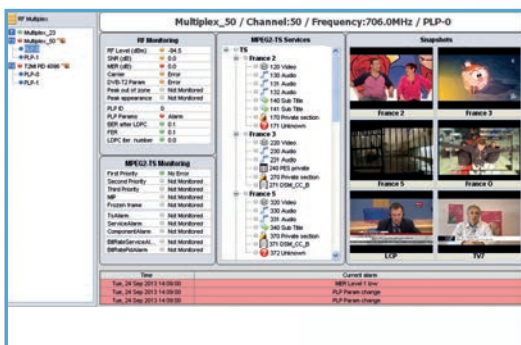 RF Multiplex
Multiplex_23
Multiplex_50
PLP-0
PLP-1
T2MI RD 4096
PLP-0
PLP-1
Multiplex_50 / Channel:50 / Frequency:706.0MHz / PLP-0
RF Monitoring
RF Level (dBm) -84.5
SNR (dB) 0.0
MER (dB) 0.0
Carrier Error
DVB-T2 Param Error
Peak out of zone Not Monitored
Peak appearance Not Monitored
PLP ID 0
PLP Params Alarm
BER after LDPC 0.1
FER 0.1
LDPC iter. number 0.0
MPEG2-TS Monitoring
First Priority No Error
Second Priority Not Monitored
Third Priority Not Monitored
MIP Not Monitored
Frozen frame Not Monitored
TsAlarm Not Monitored
ServiceAlarm Not Monitored
ComponentAlarm Not Monitored
BitRateServiceAl... Not Monitored
BitRatePidAlarm Not Monitored
MPEG2-TS Services
TS
France 2
120 Video
130 Audio
131 Audio
132 Audio
140 Sub Title
141 Sub Title
170 Private section
171 Unknown
France 3
220 Video
230 Audio
231 Audio
240 PES private
270 Private section
271 DSM_CC_B
France 5
320 Video
330 Audio
331 Audio
340 Sub Title
370 Private section
371 DSM_CC_B
372 Unknown
Snapshots
France 2
France 3
France 5
France O
LCP
TV7
Time Current alarm
Tue, 24 Sep 2013 14:09:00 MER Level 1 low
Tue, 24 Sep 2013 14:09:00 PLP Param change
Tue, 24 Sep 2013 14:09:00 PLP Param change